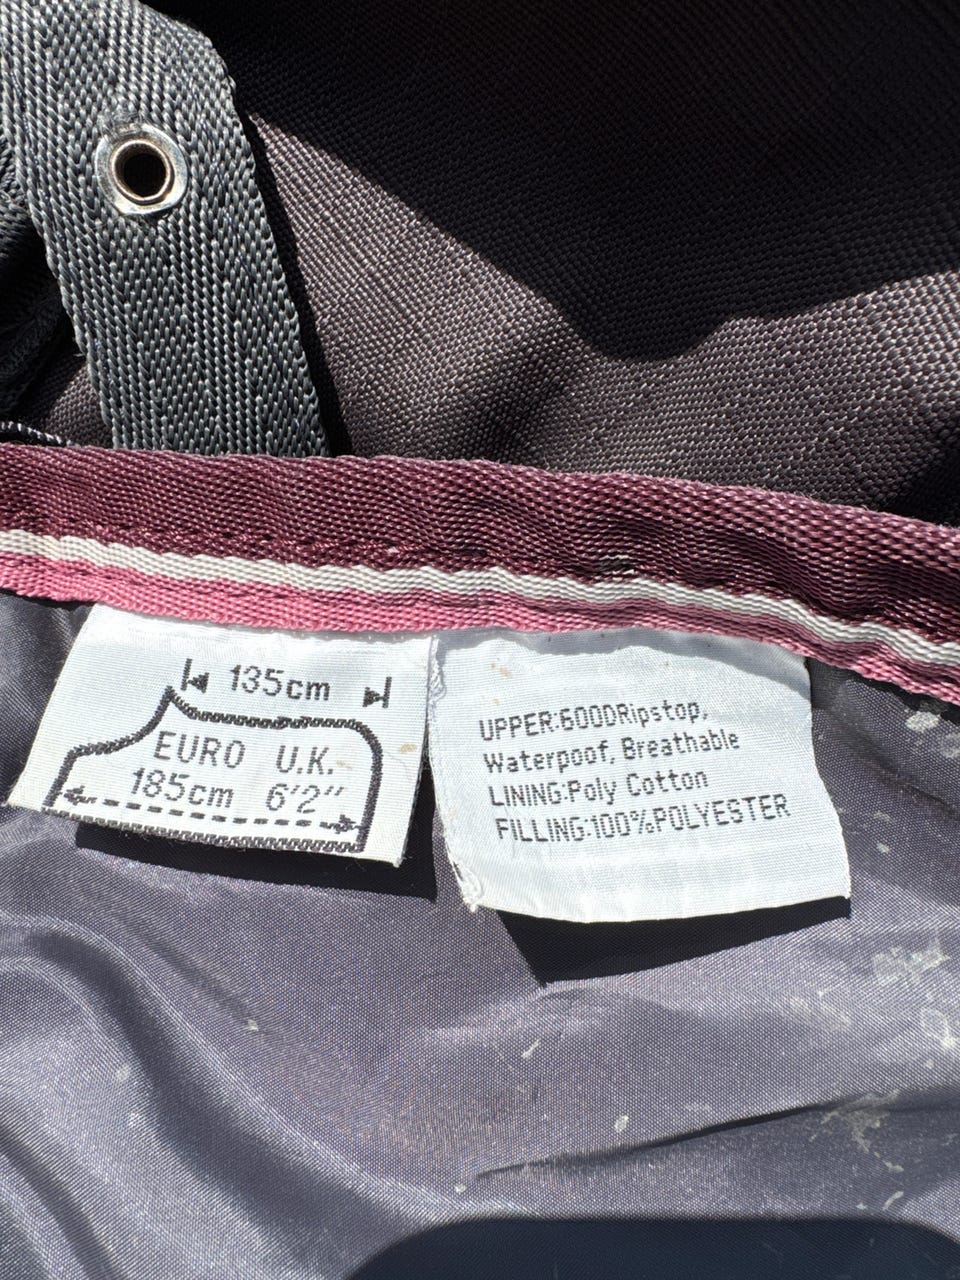 135cm
EURO U.K.
185cm 6'2"
UPPER:600DRipstop,
Waterpoof, Breathable
LINING:Poly Cotton
FILLING:100%POLYESTER